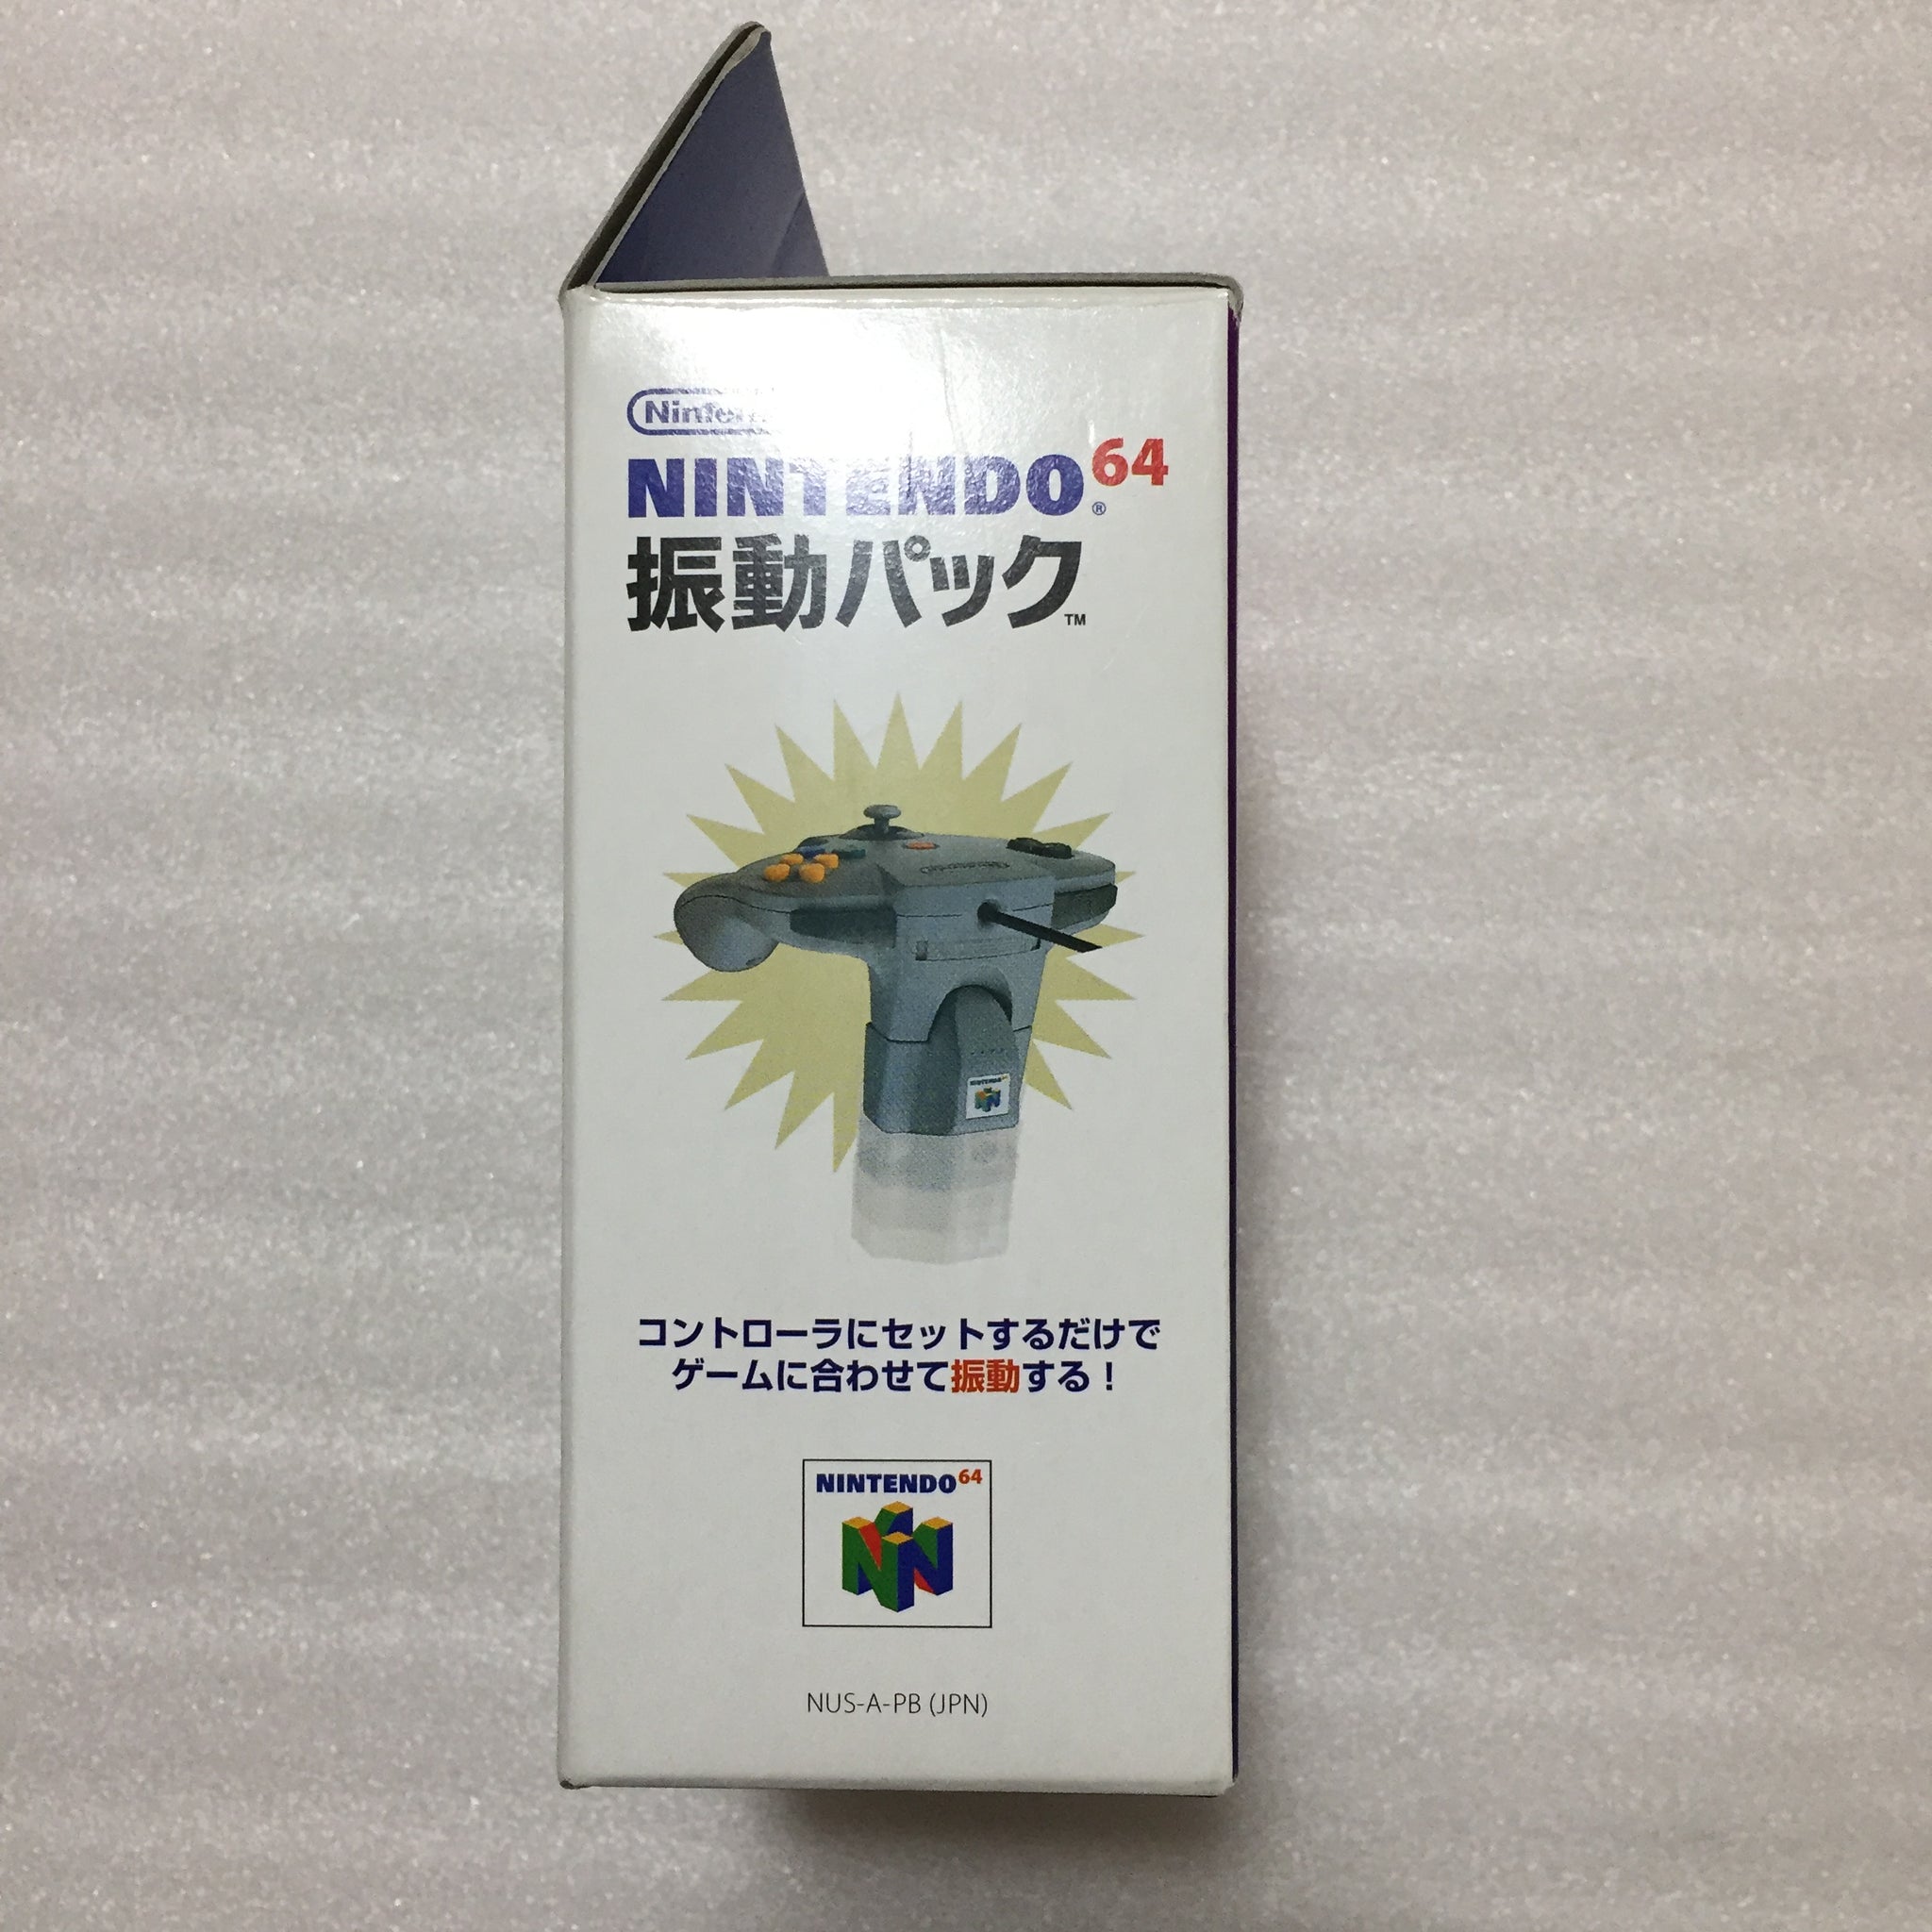 NINTENDO64®
振動パック™
NINTENDO64
コントローラにセットするだけで
ゲームに合わせて振動する！
NINTENDO64
NUS-A-PB (JPN)